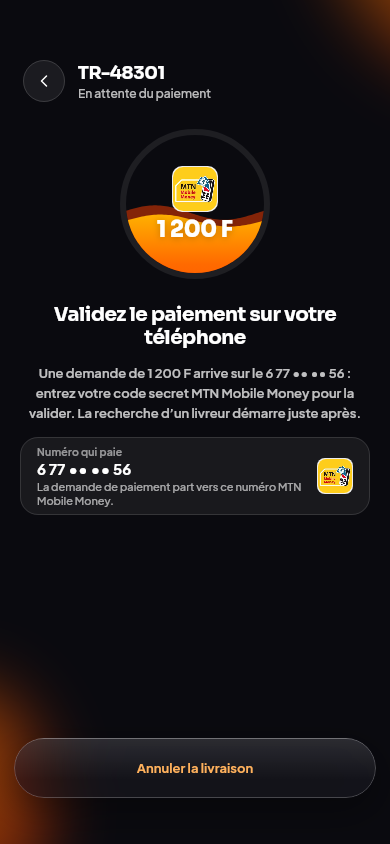 TR-48301
En attente du paiement
MTN
Mobile
Money
1 200 F
Validez le paiement sur votre
téléphone
Une demande de 1 200 F arrive sur le 6 77 •• •• 56 :
entrez votre code secret MTN Mobile Money pour la
valider. La recherche d'un livreur démarre juste après.
Numéro qui paie
6 77 •• •• 56
La demande de paiement part vers ce numéro MTN
Mobile Money.
MTN
Annuler la livraison